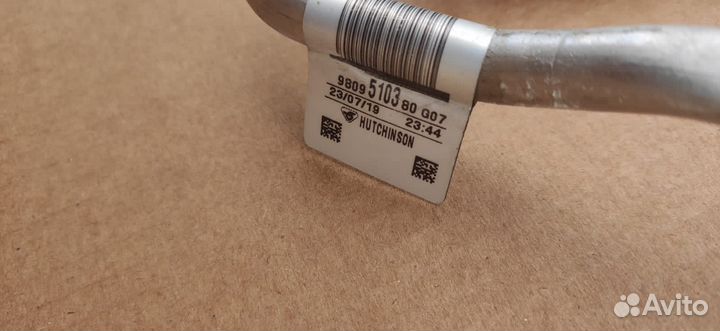 9809 5103 80 G07
23/07/19 23:44
HUTCHINSON
Avito